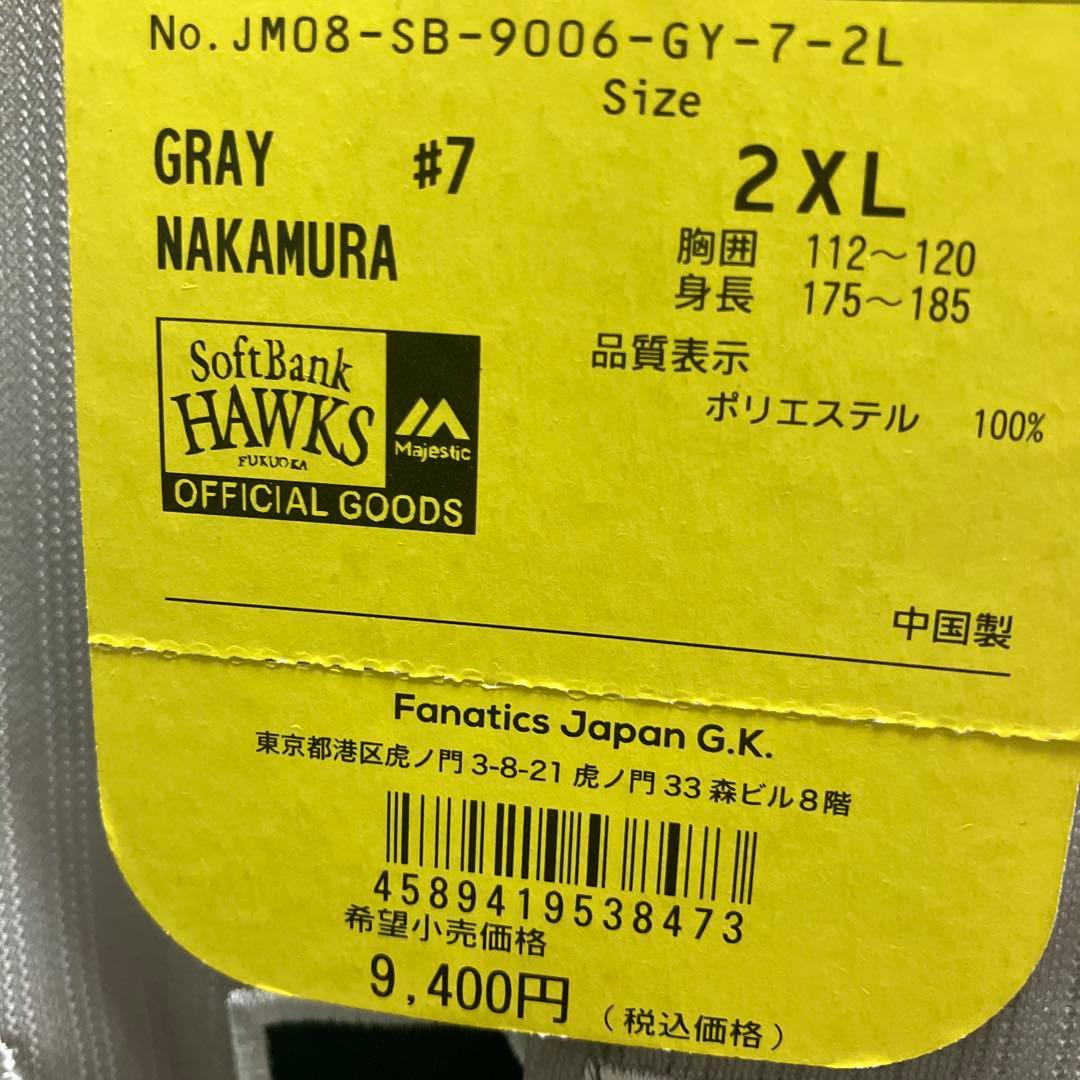 No.JM08-SB-9006-GY-7-2L
Size
GRAY #7 2XL
NAKAMURA
胸囲 112～120
身長 175～185
品質表示
ポリエステル 100%
SoftBank
HAWKS
FUKUOKA
Majestic
OFFICIAL GOODS
中国製
Fanatics Japan G.K.
東京都港区虎ノ門 3-8-21 虎ノ門 33 森ビル 8 階
4589419538473
希望小売価格
9,400円 (税込価格)